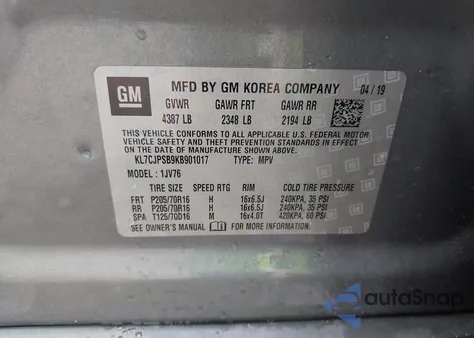 GM
MFD BY GM KOREA COMPANY 04/19
GVWR GAWR FRT GAWR RR
4387 LB 2348 LB 2194 LB
THIS VEHICLE CONFORMS TO ALL APPLICABLE U.S. FEDERAL MOTOR
VEHICLE SAFETY, BUMPER, AND THEFT PREVENTION STANDARDS IN
EFFECT ON THE DATE OF MANUFACTURE SHOWN ABOVE.
KL7CJPSB9KB901017 TYPE: MPV
MODEL: 1JV76
TIRE SIZE SPEED RTG RIM COLD TIRE PRESSURE
FRT P205/70R16 H 16x6.5J 240KPA, 35 PSI
RR P205/70R16 H 16x6.5J 240KPA, 35 PSI
SPA T125/70D16 M 16x4.0T 420KPA, 60 PSI
SEE OWNER'S MANUAL FOR MORE INFORMATION.
autoSnap